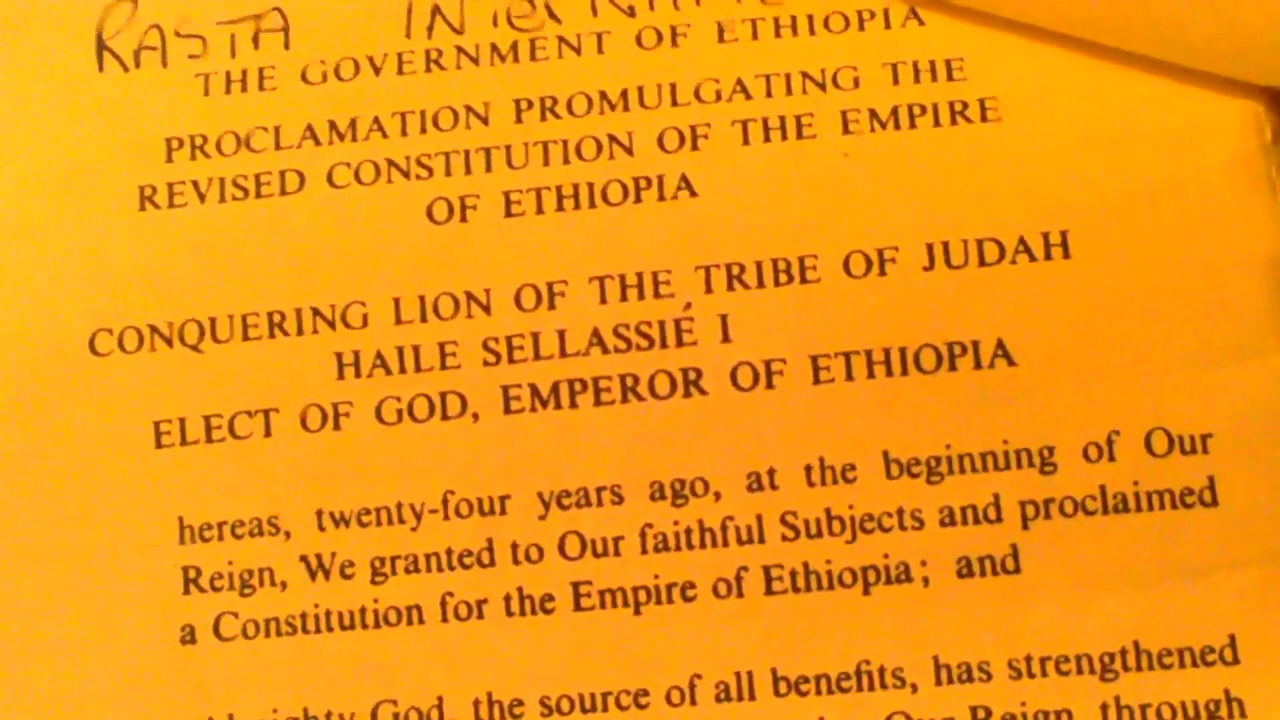 RASTA
THE GOVERNMENT OF ETHIOPIA
PROCLAMATION PROMULGATING THE
REVISED CONSTITUTION OF THE EMPIRE
OF ETHIOPIA
CONQUERING LION OF THE TRIBE OF JUDAH
HAILE SELLASSIÉ I
ELECT OF GOD, EMPEROR OF ETHIOPIA
hereas, twenty-four years ago, at the beginning of Our
Reign, We granted to Our faithful Subjects and proclaimed
a Constitution for the Empire of Ethiopia; and
God, the source of all benefits, has strengthened
Our Reign, through